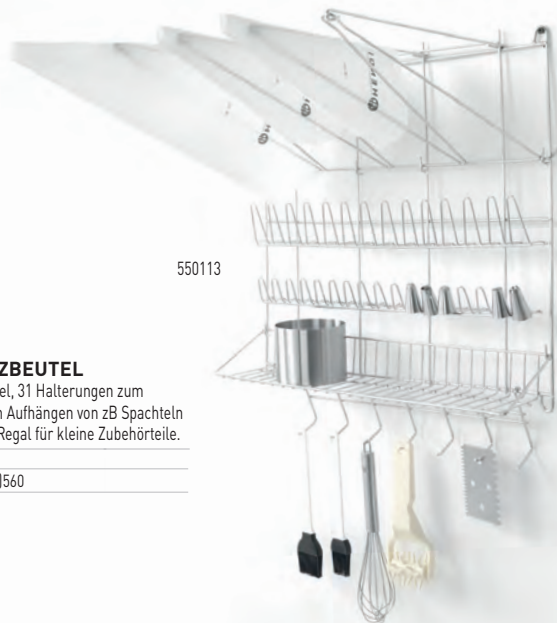 550113
ZBEUTEL
el, 31 Halterungen zum
n Aufhängen von zB Spachteln
Regal für kleine Zubehörteile.
)560